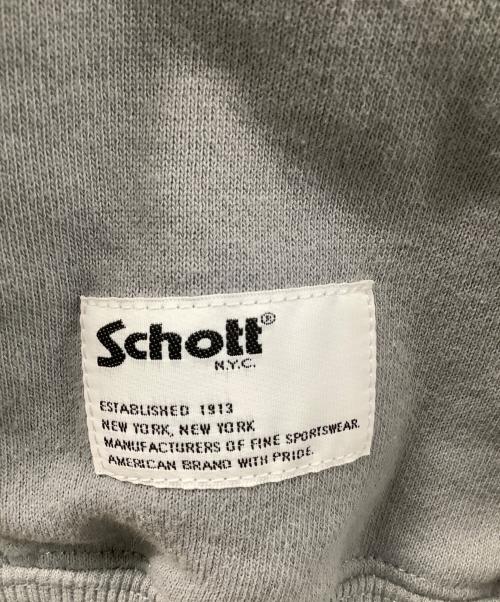 Schott®
N.Y.C.
ESTABLISHED 1913
NEW YORK, NEW YORK
MANUFACTURERS OF FINE SPORTSWEAR.
AMERICAN BRAND WITH PRIDE.